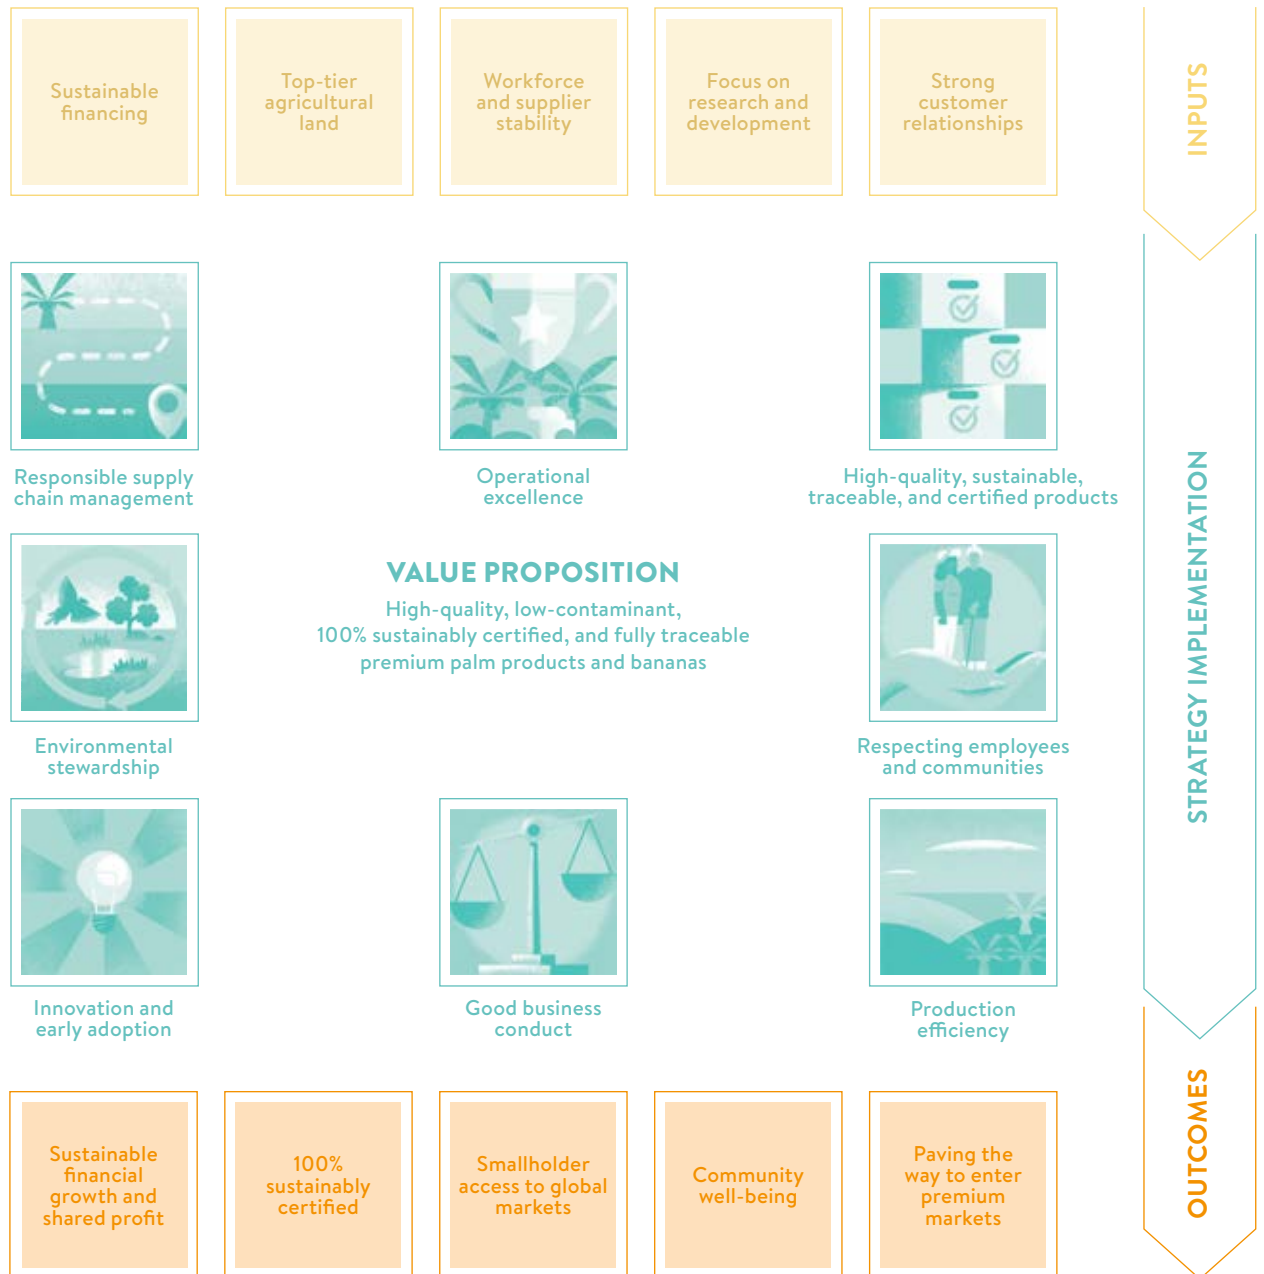 Sustainable
financing
Top-tier
agricultural
land
Workforce
and supplier
stability
Focus on
research and
development
Strong
customer
relationships
INPUTS
Responsible supply
chain management
Operational
excellence
High-quality, sustainable,
traceable, and certified products
VALUE PROPOSITION
High-quality, low-contaminant,
100% sustainably certified, and fully traceable
premium palm products and bananas
Environmental
stewardship
Respecting employees
and communities
STRATEGY IMPLEMENTATION
Innovation and
early adoption
Good business
conduct
Production
efficiency
Sustainable
financial
growth and
shared profit
100%
sustainably
certified
Smallholder
access to global
markets
Community
well-being
Paving the
way to enter
premium
markets
OUTCOMES